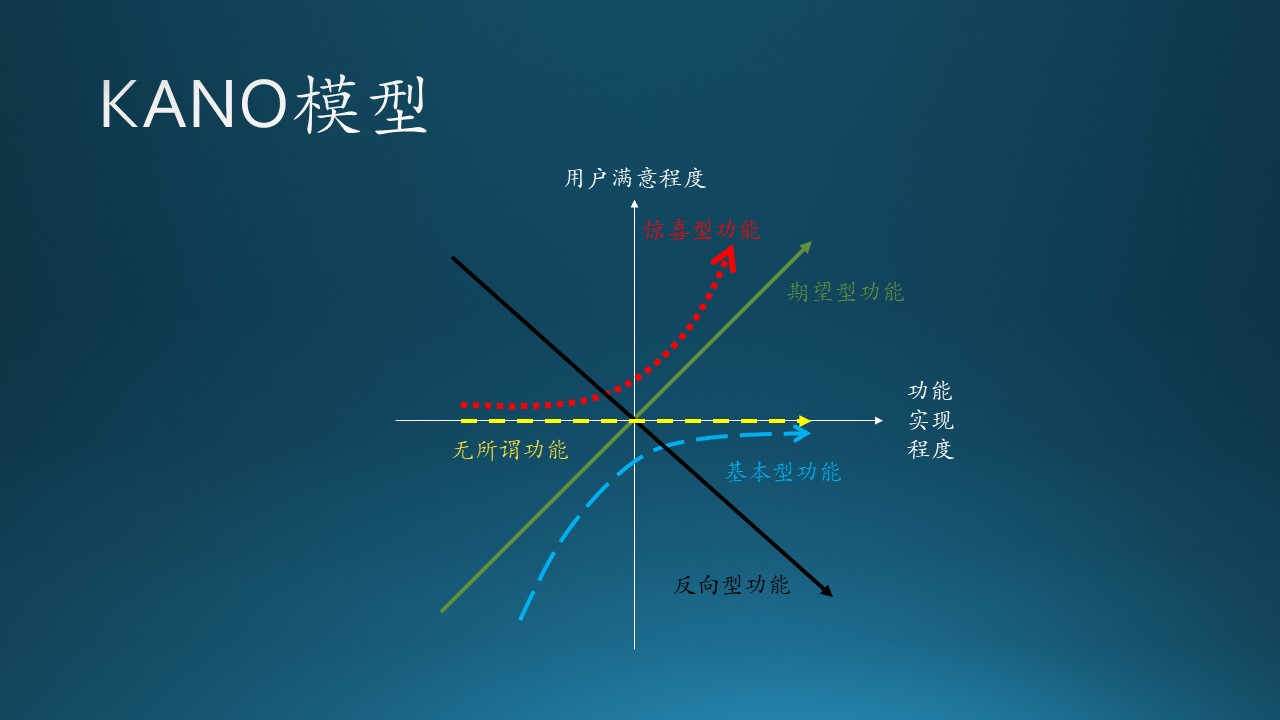 KANO模型
用户满意程度
惊喜型功能
期望型功能
功能
实现
程度
无所谓功能
基本型功能
反向型功能